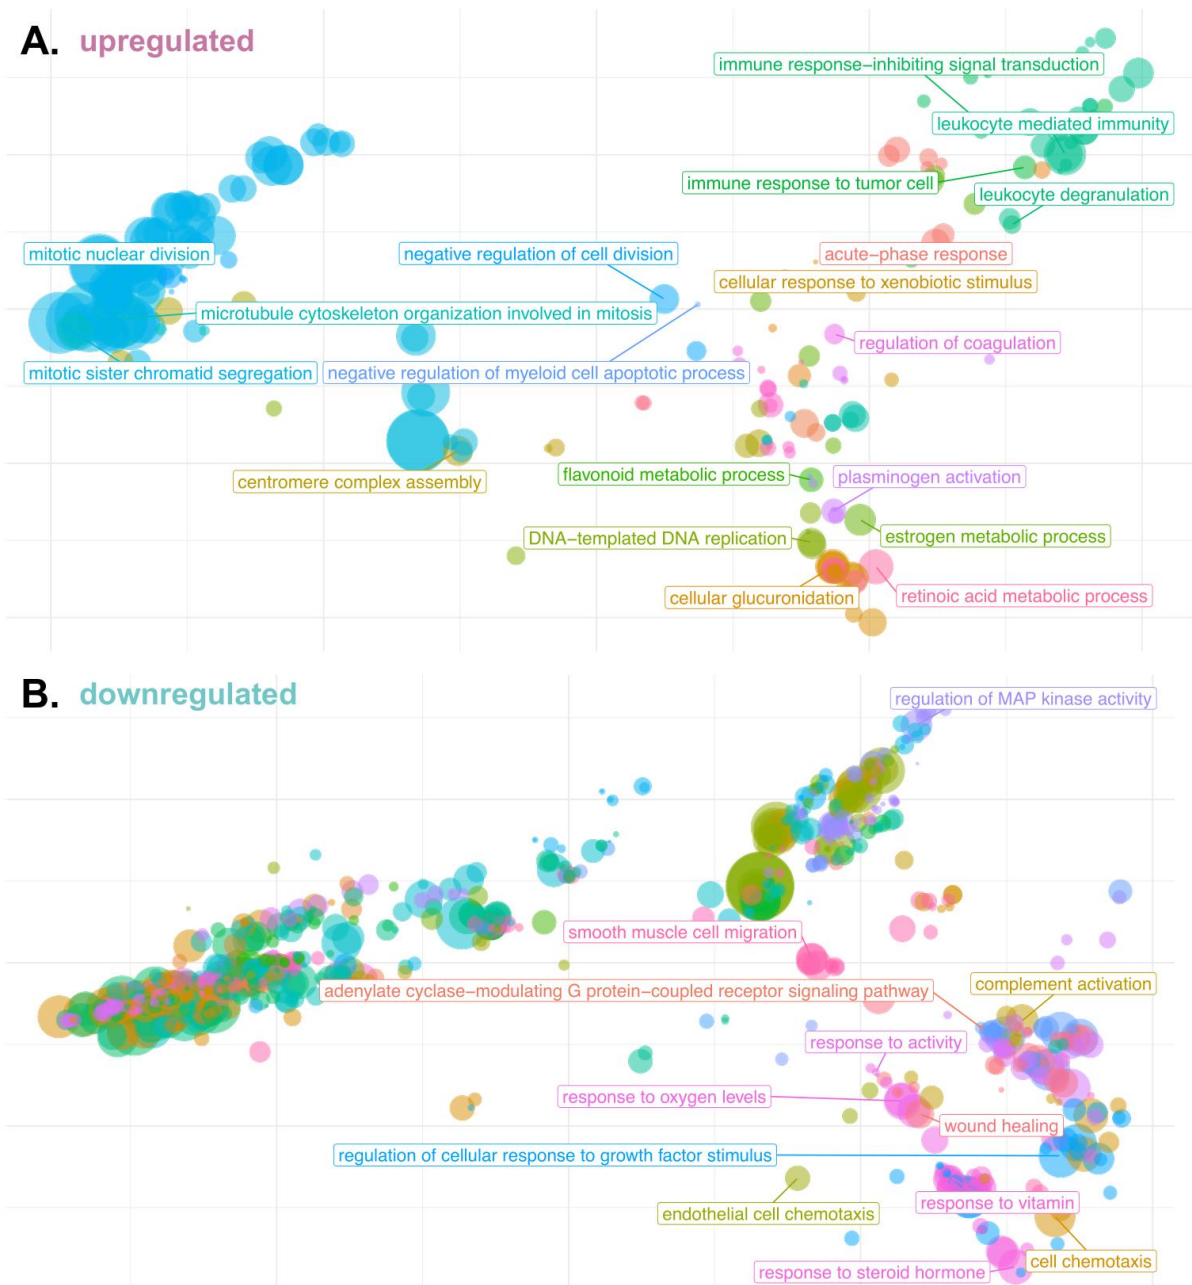 A. upregulated
immune response−inhibiting signal transduction
leukocyte mediated immunity
immune response to tumor cell
leukocyte degranulation
mitotic nuclear division
negative regulation of cell division
acute−phase response
cellular response to xenobiotic stimulus
microtubule cytoskeleton organization involved in mitosis
regulation of coagulation
mitotic sister chromatid segregation
negative regulation of myeloid cell apoptotic process
centromere complex assembly
flavonoid metabolic process
plasminogen activation
DNA−templated DNA replication
estrogen metabolic process
cellular glucuronidation
retinoic acid metabolic process
B. downregulated
regulation of MAP kinase activity
smooth muscle cell migration
adenylate cyclase−modulating G protein−coupled receptor signaling pathway
complement activation
response to activity
response to oxygen levels
wound healing
regulation of cellular response to growth factor stimulus
response to vitamin
endothelial cell chemotaxis
cell chemotaxis
response to steroid hormone